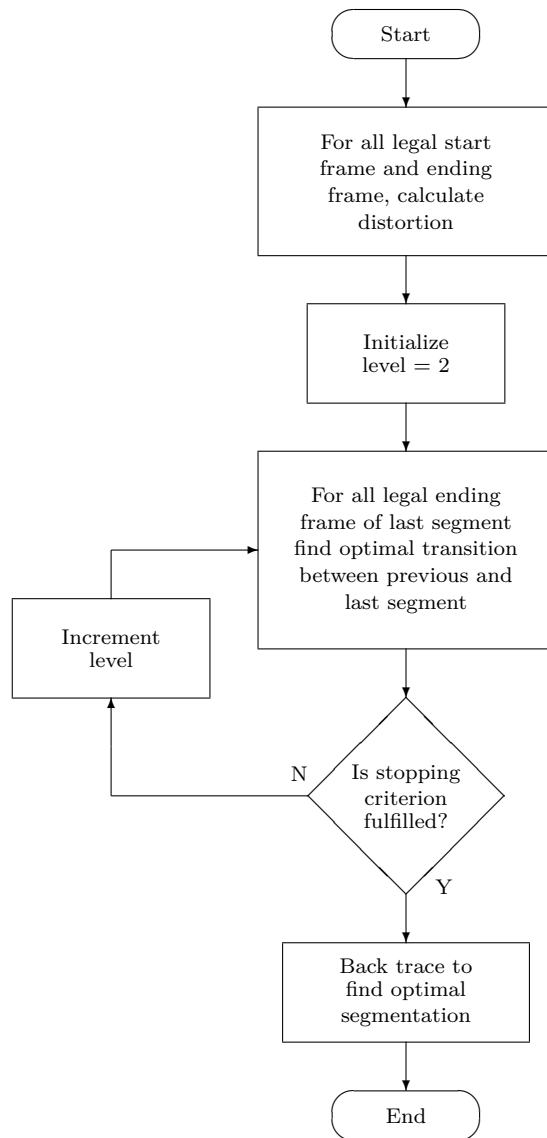 Start
For all legal start
frame and ending
frame, calculate
distortion
Initialize
level = 2
For all legal ending
frame of last segment
find optimal transition
between previous and
last segment
Increment
level
N
Is stopping
criterion
fulfilled?
Y
Back trace to
find optimal
segmentation
End